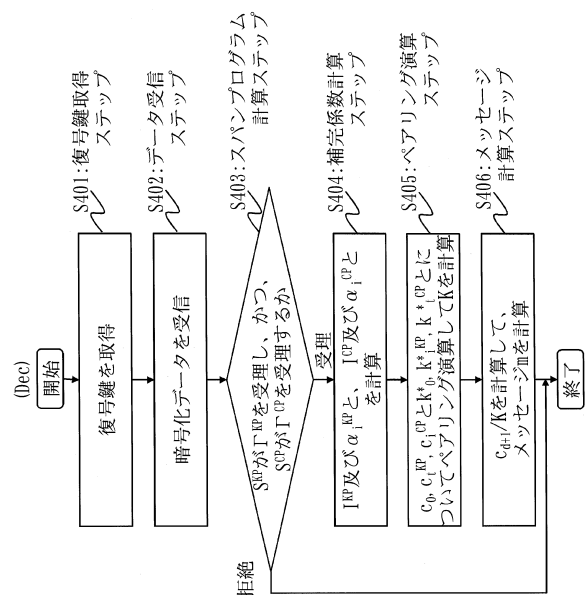 (Dec)
開始
S401:復号鍵取得
ステップ
復号鍵を取得
S402:データ受信
ステップ
暗号化データを受信
S403:スパンプログラム
計算ステップ
S^KPがΓ^KPを受理し、かつ、
S^CPがΓ^CPを受理するか
拒絶
受理
S404:補完係数計算
ステップ
I^KP及びα_i^KPと、I^CP及びα_i^CPと
を計算
S405:ペアリング演算
ステップ
c_0, c_t^KP, c_i^CPとk*_0, k*_i^KP, k*_t^CPとに
ついてペアリング演算してKを計算
S406:メッセージ
計算ステップ
c_d+1/Kを計算して、
メッセージmを計算
終了